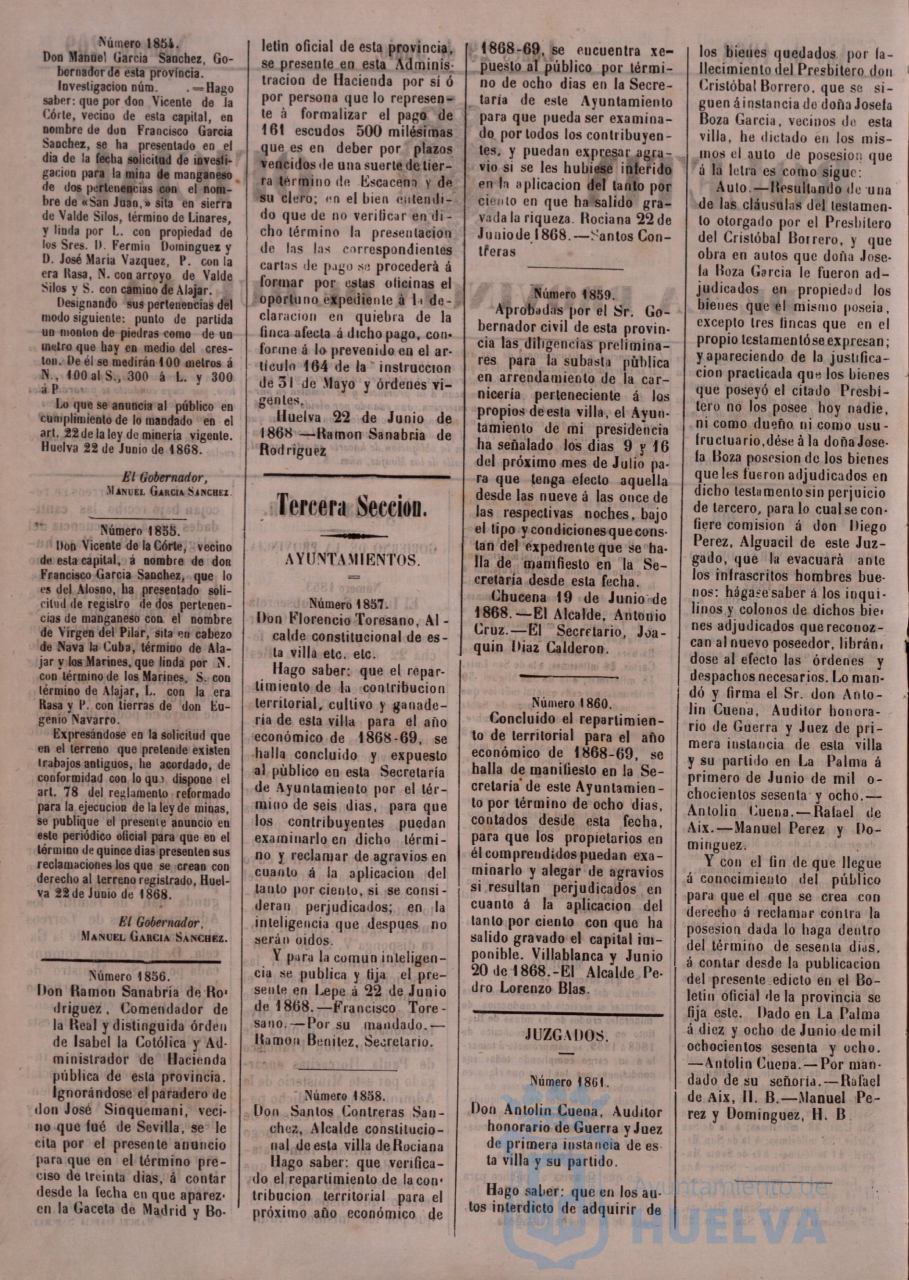 Número 1854.
Don Manuel Garcia Sanchez, Go-
bernador de esta provincia.
Investigacion núm. .—Hago
saber: que por don Vicente de la
Córte, vecino de esta capital, en
nombre de don Francisco Garcia
Sanchez, se ha presentado en el
dia de la fecha solicitud de investi-
gacion para la mina de manganeso
de dos pertenencias con el nom-
bre de «San Juan,» sita en sierra
de Valde Silos, término de Linares,
y linda por L. con propiedad de
los Sres. D. Fermin Dominguez y
D. José Maria Vazquez, P. con la
era Rasa, N. con arroyo de Valde
Silos y S. con camino de Alajar.
Designando sus pertenencias del
modo siguiente: punto de partida
un monton de piedras como de un
metro que hay en medio del cres-
ton. De él se medirán 100 metros á
N., 100 al S., 300 á L. y 300
á P
Lo que se anuncia al público en
cumplimiento de lo mandado en el
art. 22 de la ley de minería vigente.
Huelva 22 de Junio de 1868.
El Gobernador,
MANUEL GARCIA SANCHEZ.
Número 1855.
Don Vicente de la Córte, vecino
de esta capital, á nombre de don
Francisco Garcia Sanchez, que lo
es del Alosno, ha presentado soli-
citud de registro de dos pertenen-
cias de manganeso con el nombre
de Virgen del Pilar, sita en cabezo
de Nava la Cuba, término de Ala-
jar y los Marines, que linda por N.
con término de los Marines, S. con
término de Alajar, L. con la era
Rasa y P. con tierras de don Eu-
genio Navarro.
Expresándose en la solicitud que
en el terreno que pretende existen
trabajos antiguos, he acordado, de
conformidad con lo que dispone el
art. 78 del reglamento reformado
para la ejecucion de la ley de minas,
se publique el presente anuncio en
este periódico oficial para que en el
término de quince dias presenten sus
reclamaciones los que se crean con
derecho al terreno registrado, Huel-
va 22 de Junio de 1868.
El Gobernador,
MANUEL GARCIA SANCHEZ.
Número 1856.
Don Ramon Sanabria de Ro-
driguez, Comendador de
la Real y distinguida órden
de Isabel la Cotólica y Ad-
ministrador de Hacienda
pública de esta provincia.
Ignorándose el paradero de
don José Sinquemani, veci-
no que fué de Sevilla, se le
cita por el presente anuncio
para que en el término pre-
ciso de treinta dias, á contar
desde la fecha en que aparez-
en la Gaceta de Madrid y Bo-
letin oficial de esta provincia,
se presente en esta Adminis-
tracion de Hacienda por sí ó
por persona que lo represen-
te á formalizar el pago de
161 escudos 500 milésimas
que es en deber por plazos
vencidos de una suerte de tier-
ra término de Escacena y de
su clero; en el bien entendi-
do que de no verificar en di-
cho término la presentacion
de las las correspondientes
cartas de pago se procederá á
formar por estas oficinas el
oportuno expediente á la de-
claracion en quiebra de la
finca afecta á dicho pago, con-
forme á lo prevenido en el ar-
tículo 164 de la instruccion
de 31 de Mayo y órdenes vi-
gentes.
Huelva 22 de Junio de
1868—Ramon Sanabria de
Rodriguez
Tercera Seccion.
AYUNTAMIENTOS.
Número 1857.
Don Florencio Toresano, Al
calde constitucional de es-
ta villa etc. etc.
Hago saber: que el repar-
timiento de la contribucion
territorial, cultivo y ganade-
ría de esta villa para el año
económico de 1868-69, se
halla concluido y expuesto
al público en esta Secretaría
de Ayuntamiento por el tér-
mino de seis dias, para que
los contribuyentes puedan
examinarlo en dicho térmi-
no y reclamar de agravios en
cuanto á la aplicacion del
tanto por ciento, si se consi-
deran perjudicados; en la
inteligencia que despues no
serán oidos.
Y para la comun inteligen-
cia se publica y fija el pre-
sente en Lepe á 22 de Junio
de 1868.—Francisco Tore-
sano.—Por su mandado.—
Ramon Benitez, Secretario.
Número 1858.
Don Santos Contreras San-
chez, Alcalde constitucio-
nal de esta villa de Rociana
Hago saber: que verifica-
do el repartimiento de la con-
tribucion territorial para el
próximo año económico de
1868-69, se encuentra xe-
puesto al público por térmi-
no de ocho dias en la Secre-
taría de este Ayuntamiento
para que pueda ser examina-
do por todos los contribuyen-
tes, y puedan expresar agra-
vio si se les hubiese inferido
en la aplicacion del tanto por
ciento en que ha salido gra-
vada la riqueza. Rociana 22 de
Junio de 1868.—Santos Con-
treras
Número 1859.
Aprobadas por el Sr. Go-
bernador civil de esta provin-
cia las diligencias prelimina-
res para la subasta pública
en arrendamiento de la car-
nicería perteneciente á los
propios de esta villa, el Ayun-
tamiento de mi presidencia
ha señalado los dias 9 y 16
del próximo mes de Julio pa-
ra que tenga efecto aquella
desde las nueve á las once de
las respectivas noches, bajo
el tipo y condiciones que cons-
tan del expediente que se ha-
lla de manifiesto en la Se-
cretaría desde esta fecha.
Chucena 19 de Junio de
1868.—El Alcalde, Antonio
Cruz.—El Secretario, Joa-
quin Diaz Calderon.
Número 1860.
Concluido el repartimien-
to de territorial para el año
económico de 1868-69, se
halla de manifiesto en la Se-
cretaría de este Ayuntamien-
to por término de ocho dias,
contados desde esta fecha,
para que los propietarios en
él comprendidos puedan exa-
minarlo y alegar de agravios
si resultan perjudicados en
cuanto á la aplicacion del
tanto por ciento con que ha
salido gravado el capital im-
ponible. Villablanca y Junio
20 de 1868.-El Alcalde Pe-
dro Lorenzo Blas.
JUZGADOS.
Número 1861.
Don Antolin Cuena, Auditor
honorario de Guerra y Juez
de primera instancia de es
ta villa y su partido.
Hago saber: que en los au-
tos interdicto de adquirir de
los bienes quedados por fa-
llecimiento del Presbítero don
Cristóbal Borrero, que se si-
guen á instancia de doña Josefa
Boza Garcia, vecinos de esta
villa, he dictado en los mis-
mos el auto de posesion que
á la letra es como sigue:
Auto.—Resultando de una
de las cláusulas del testamen-
to otorgado por el Presbítero
del Cristóbal Borrero, y que
obra en autos que doña Jose-
fa Boza Garcia le fueron ad-
judicados en propiedad los
bienes que el mismo poseia,
excepto tres fincas que en el
propio testamento se expresan;
y apareciendo de la justifica-
cion practicada que los bienes
que poseyó el citado Presbí-
tero no los posee hoy nadie,
ni como dueño ni como usu-
fructuario, dése á la doña Jose-
fa Boza posesion de los bienes
que les fueron adjudicados en
dicho testamento sin perjuicio
de tercero, para lo cual se con-
fiere comision á don Diego
Perez, Alguacil de este Juz-
gado, que la evacuará ante
los infrascritos hombres bue-
nos: hágase saber á los inqui-
linos y colonos de dichos bie-
nes adjudicados que reconoz-
can al nuevo poseedor, librán-
dose al efecto las órdenes y
despachos necesarios. Lo man-
dó y firma el Sr. don Anto-
lin Cuena, Auditor honora-
rio de Guerra y Juez de pri-
mera instancia de esta villa
y su partido en La Palma á
primero de Junio de mil o-
chocientos sesenta y ocho.—
Antolin Cuena.—Rafael de
Aix.—Manuel Perez y Do-
minguez.
Y con el fin de que llegue
á conocimiento del público
para que el que se crea con
derecho á reclamar contra la
posesion dada lo haga dentro
del término de sesenta dias,
á contar desde la publicacion
del presente edicto en el Bo-
letin oficial de la provincia se
fija este. Dado en La Palma
á diez y ocho de Junio de mil
ochocientos sesenta y ocho.
—Antolin Cuena.—Por man-
dado de su señoría.—Rafael
de Aix, H. B.—Manuel Pe-
rez y Dominguez, H. B
Ayuntamiento de
HUELVA